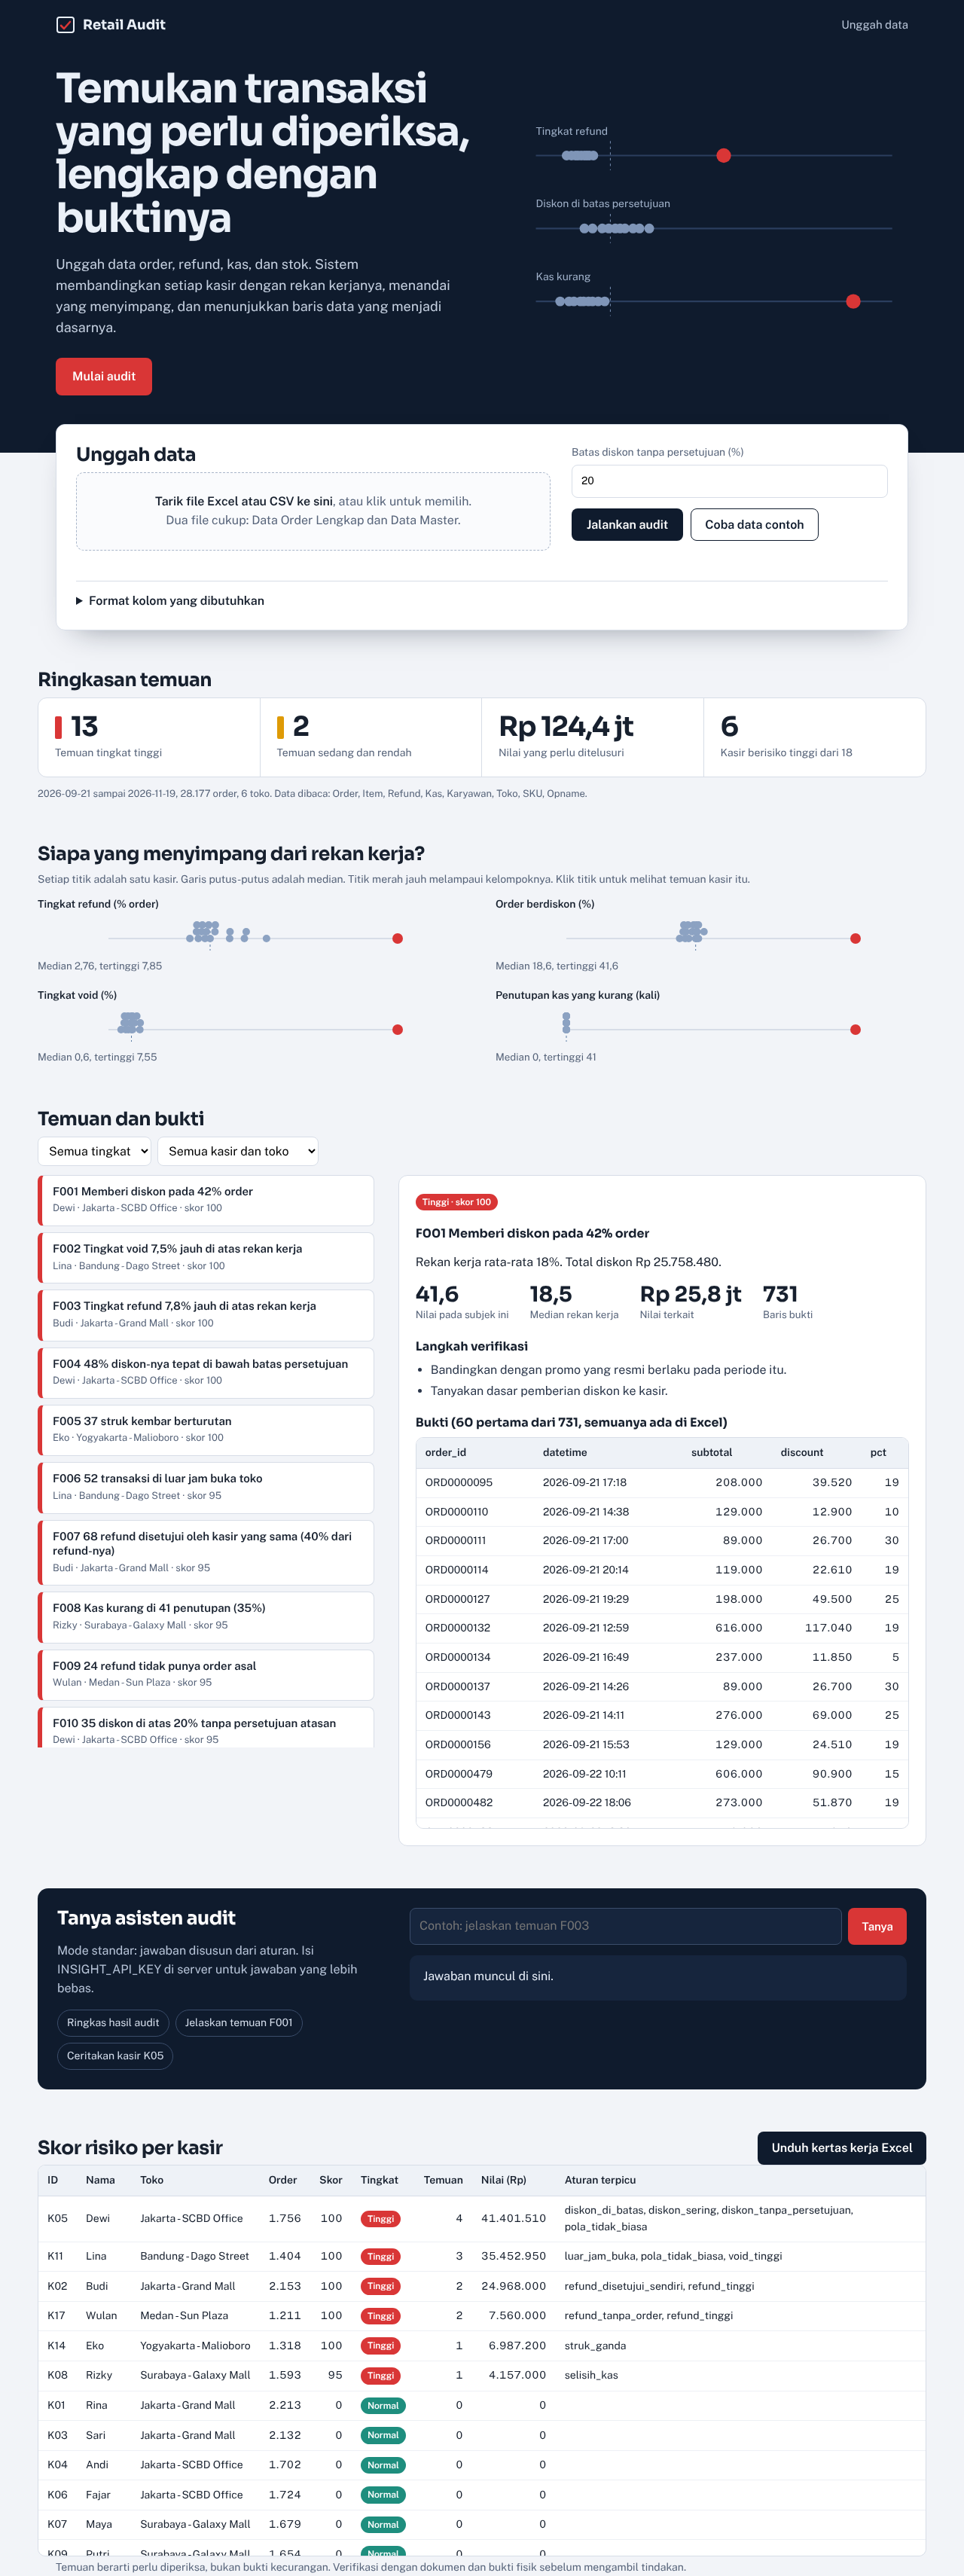 Retail Audit
Unggah data
Temukan transaksi
yang perlu diperiksa,
lengkap dengan
buktinya
Unggah data order, refund, kas, dan stok. Sistem
membandingkan setiap kasir dengan rekan kerjanya, menandai
yang menyimpang, dan menunjukkan baris data yang menjadi
dasarnya.
Mulai audit
Tingkat refund
Diskon di batas persetujuan
Kas kurang
Unggah data
Tarik file Excel atau CSV ke sini, atau klik untuk memilih.
Dua file cukup: Data Order Lengkap dan Data Master.
Batas diskon tanpa persetujuan (%)
20
Jalankan audit
Coba data contoh
Format kolom yang dibutuhkan
Ringkasan temuan
13
Temuan tingkat tinggi
2
Temuan sedang dan rendah
Rp 124,4 jt
Nilai yang perlu ditelusuri
6
Kasir berisiko tinggi dari 18
2026-09-21 sampai 2026-11-19, 28.177 order, 6 toko. Data dibaca: Order, Item, Refund, Kas, Karyawan, Toko, SKU, Opname.
Siapa yang menyimpang dari rekan kerja?
Setiap titik adalah satu kasir. Garis putus-putus adalah median. Titik merah jauh melampaui kelompoknya. Klik titik untuk melihat temuan kasir itu.
Tingkat refund (% order)
Median 2,76, tertinggi 7,85
Order berdiskon (%)
Median 18,6, tertinggi 41,6
Tingkat void (%)
Median 0,6, tertinggi 7,55
Penutupan kas yang kurang (kali)
Median 0, tertinggi 41
Temuan dan bukti
Semua tingkat
Semua kasir dan toko
F001 Memberi diskon pada 42% order
Dewi · Jakarta - SCBD Office · skor 100
F002 Tingkat void 7,5% jauh di atas rekan kerja
Lina · Bandung - Dago Street · skor 100
F003 Tingkat refund 7,8% jauh di atas rekan kerja
Budi · Jakarta - Grand Mall · skor 100
F004 48% diskon-nya tepat di bawah batas persetujuan
Dewi · Jakarta - SCBD Office · skor 100
F005 37 struk kembar berturutan
Eko · Yogyakarta - Malioboro · skor 100
F006 52 transaksi di luar jam buka toko
Lina · Bandung - Dago Street · skor 95
F007 68 refund disetujui oleh kasir yang sama (40% dari
refund-nya)
Budi · Jakarta - Grand Mall · skor 95
F008 Kas kurang di 41 penutupan (35%)
Rizky · Surabaya - Galaxy Mall · skor 95
F009 24 refund tidak punya order asal
Wulan · Medan - Sun Plaza · skor 95
F010 35 diskon di atas 20% tanpa persetujuan atasan
Dewi · Jakarta - SCBD Office · skor 95
Tinggi · skor 100
F001 Memberi diskon pada 42% order
Rekan kerja rata-rata 18%. Total diskon Rp 25.758.480.
41,6
Nilai pada subjek ini
18,5
Median rekan kerja
Rp 25,8 jt
Nilai terkait
731
Baris bukti
Langkah verifikasi
• Bandingkan dengan promo yang resmi berlaku pada periode itu.
• Tanyakan dasar pemberian diskon ke kasir.
Bukti (60 pertama dari 731, semuanya ada di Excel)
order_id datetime subtotal discount pct
ORD0000095 2026-09-21 17:18 208.000 39.520 19
ORD0000110 2026-09-21 14:38 129.000 12.900 10
ORD0000111 2026-09-21 17:00 89.000 26.700 30
ORD0000114 2026-09-21 20:14 119.000 22.610 19
ORD0000127 2026-09-21 19:29 198.000 49.500 25
ORD0000132 2026-09-21 12:59 616.000 117.040 19
ORD0000134 2026-09-21 16:49 237.000 11.850 5
ORD0000137 2026-09-21 14:26 89.000 26.700 30
ORD0000143 2026-09-21 14:11 276.000 69.000 25
ORD0000156 2026-09-21 15:53 129.000 24.510 19
ORD0000479 2026-09-22 10:11 606.000 90.900 15
ORD0000482 2026-09-22 18:06 273.000 51.870 19
Tanya asisten audit
Mode standar: jawaban disusun dari aturan. Isi
INSIGHT_API_KEY di server untuk jawaban yang lebih
bebas.
Ringkas hasil audit
Jelaskan temuan F001
Ceritakan kasir K05
Contoh: jelaskan temuan F003
Tanya
Jawaban muncul di sini.
Skor risiko per kasir
Unduh kertas kerja Excel
ID Nama Toko Order Skor Tingkat Temuan Nilai (Rp) Aturan terpicu
K05 Dewi Jakarta - SCBD Office 1.756 100 Tinggi 4 41.401.510 diskon_di_batas, diskon_sering, diskon_tanpa_persetujuan,
pola_tidak_biasa
K11 Lina Bandung - Dago Street 1.404 100 Tinggi 3 35.452.950 luar_jam_buka, pola_tidak_biasa, void_tinggi
K02 Budi Jakarta - Grand Mall 2.153 100 Tinggi 2 24.968.000 refund_disetujui_sendiri, refund_tinggi
K17 Wulan Medan - Sun Plaza 1.211 100 Tinggi 2 7.560.000 refund_tanpa_order, refund_tinggi
K14 Eko Yogyakarta - Malioboro 1.318 100 Tinggi 1 6.987.200 struk_ganda
K08 Rizky Surabaya - Galaxy Mall 1.593 95 Tinggi 1 4.157.000 selisih_kas
K01 Rina Jakarta - Grand Mall 2.213 0 Normal 0 0
K03 Sari Jakarta - Grand Mall 2.132 0 Normal 0 0
K04 Andi Jakarta - SCBD Office 1.702 0 Normal 0 0
K06 Fajar Jakarta - SCBD Office 1.724 0 Normal 0 0
K07 Maya Surabaya - Galaxy Mall 1.679 0 Normal 0 0
K09 Putri Surabaya - Galaxy Mall 1.654 0 Normal 0 0
Temuan berarti perlu diperiksa, bukan bukti kecurangan. Verifikasi dengan dokumen dan bukti fisik sebelum mengambil tindakan.